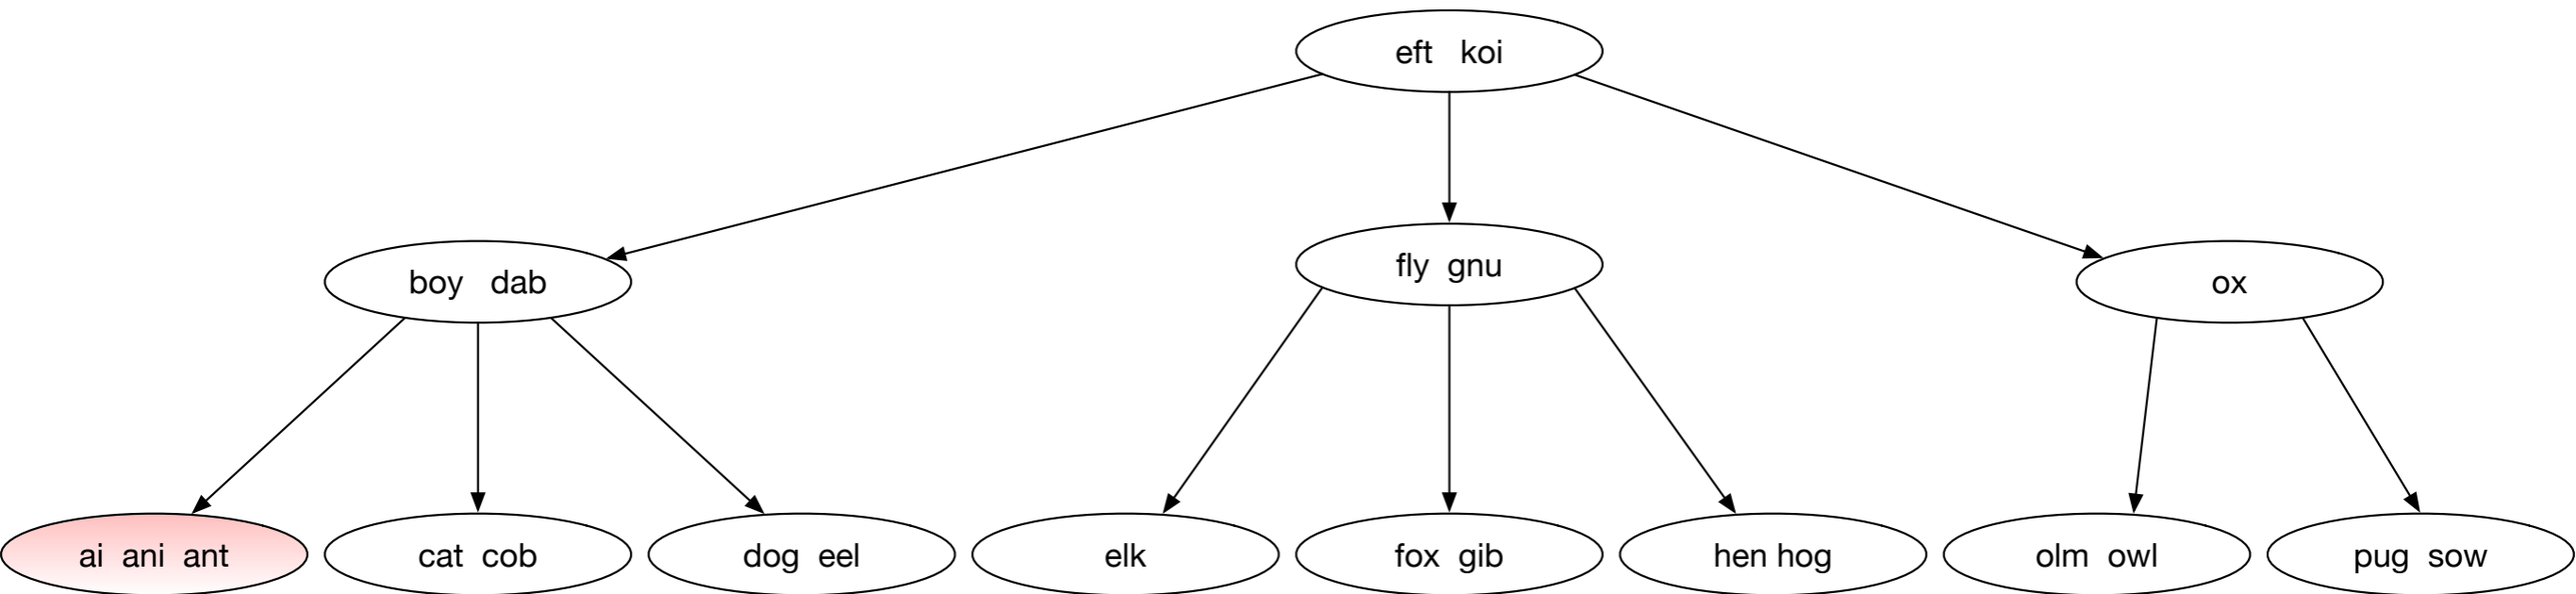 eft koi
boy dab
fly gnu
ox
ai ani ant
cat cob
dog eel
elk
fox gib
hen hog
olm owl
pug sow